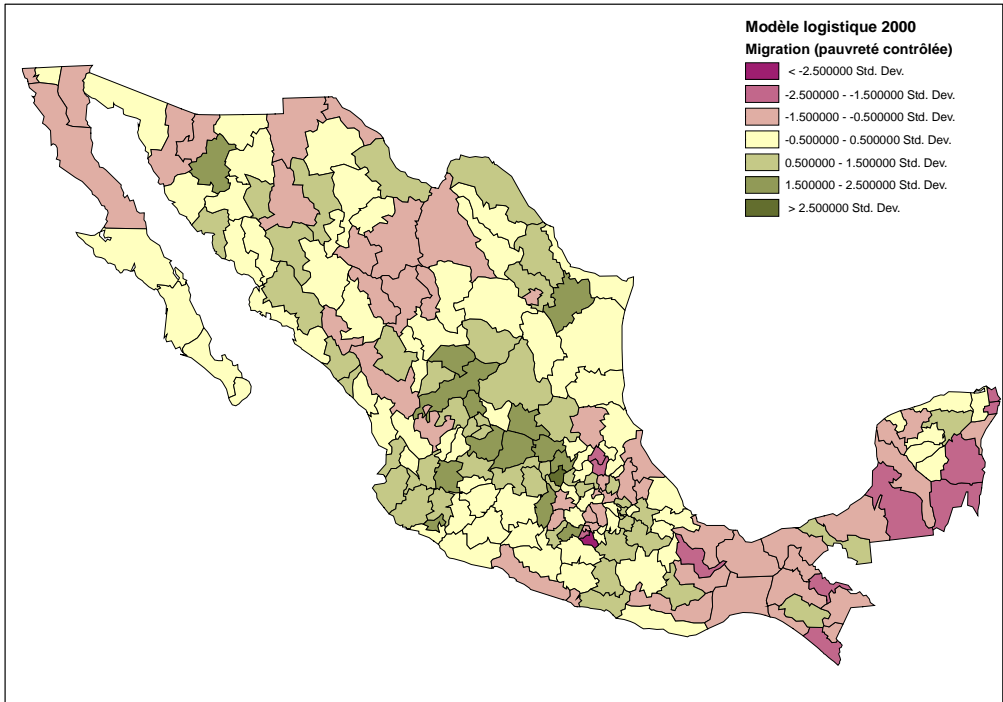 Modèle logistique 2000
Migration (pauvreté contrôlée)
< -2.500000 Std. Dev.
-2.500000 - -1.500000 Std. Dev.
-1.500000 - -0.500000 Std. Dev.
-0.500000 - 0.500000 Std. Dev.
0.500000 - 1.500000 Std. Dev.
1.500000 - 2.500000 Std. Dev.
> 2.500000 Std. Dev.